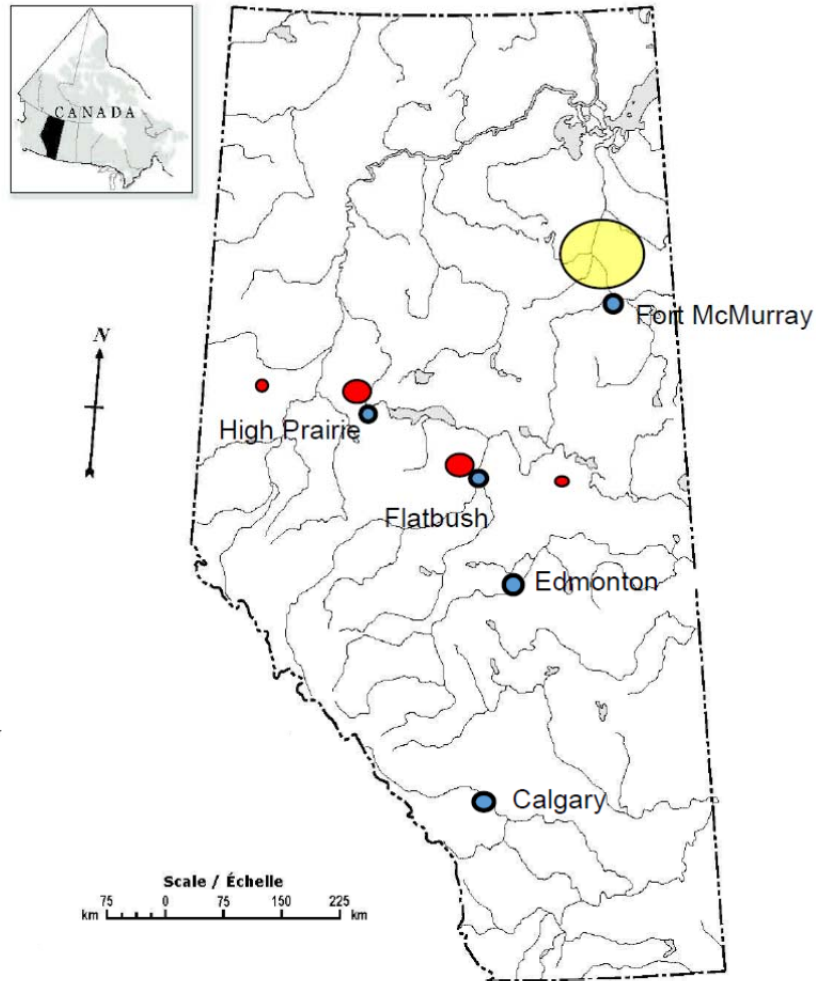 CANADA
N
Fort McMurray
High Prairie
Flatbush
Edmonton
Calgary
Scale / Échelle
75 0 75 150 225
km km